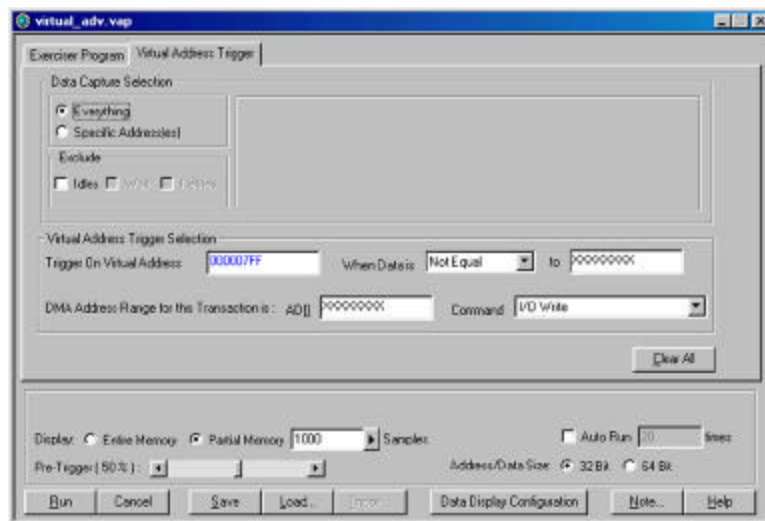 virtual_adv.vap
Exerciser Program Virtual Address Trigger
Data Capture Selection
Everything
Specific Address(es)
Exclude
Idles Wait
Virtual Address Trigger Selection
Trigger On Virtual Address 000007FF When Data is Not Equal to XXXXXXXX
DMA Address Range for this Transaction is : AD[] XXXXXXXX Command I/O Write
Clear All
Display: Entire Memory Partial Memory 1000 Samples Auto Run 20 times
Pre-Trigger ( 50 % ) : Address/Data Size: 32 Bit 64 Bit
Run Cancel Save Load... Data Display Configuration Note... Help